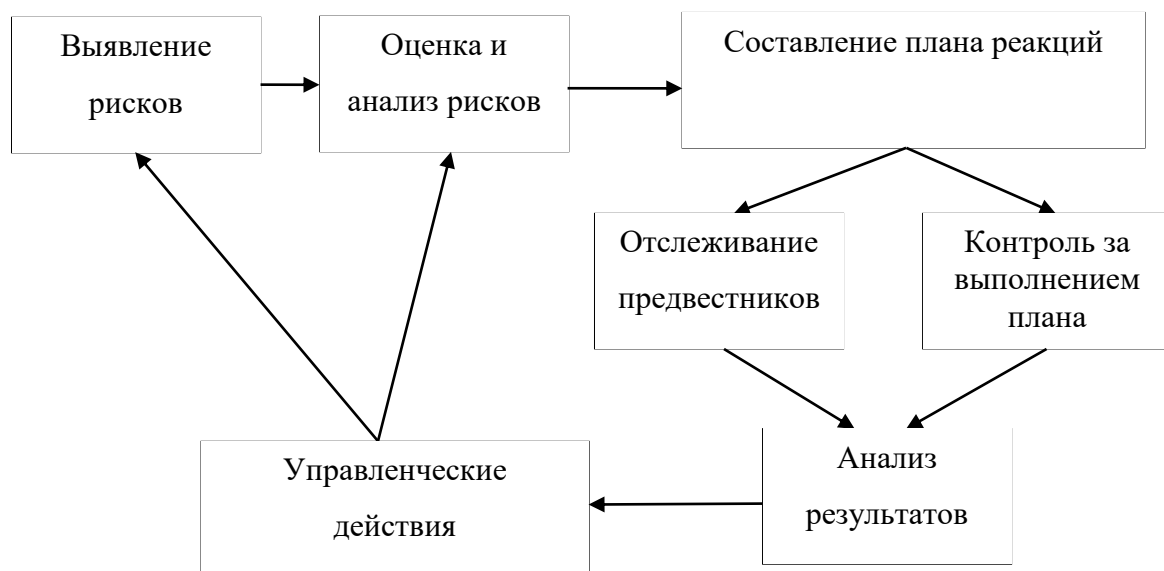 Выявление
рисков
Оценка и
анализ рисков
Составление плана реакций
Отслеживание
предвестников
Контроль за
выполнением
плана
Управленческие
действия
Анализ
результатов